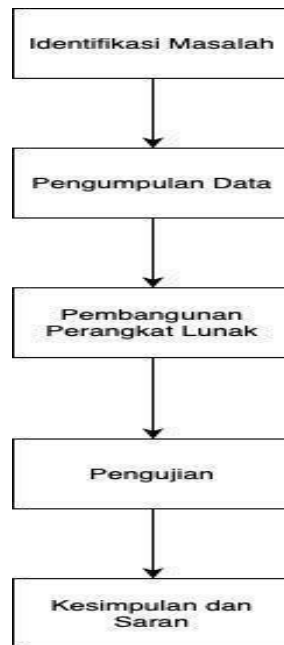 Identifikasi Masalah
Pengumpulan Data
Pembangunan
Perangkat Lunak
Pengujian
Kesimpulan dan
Saran